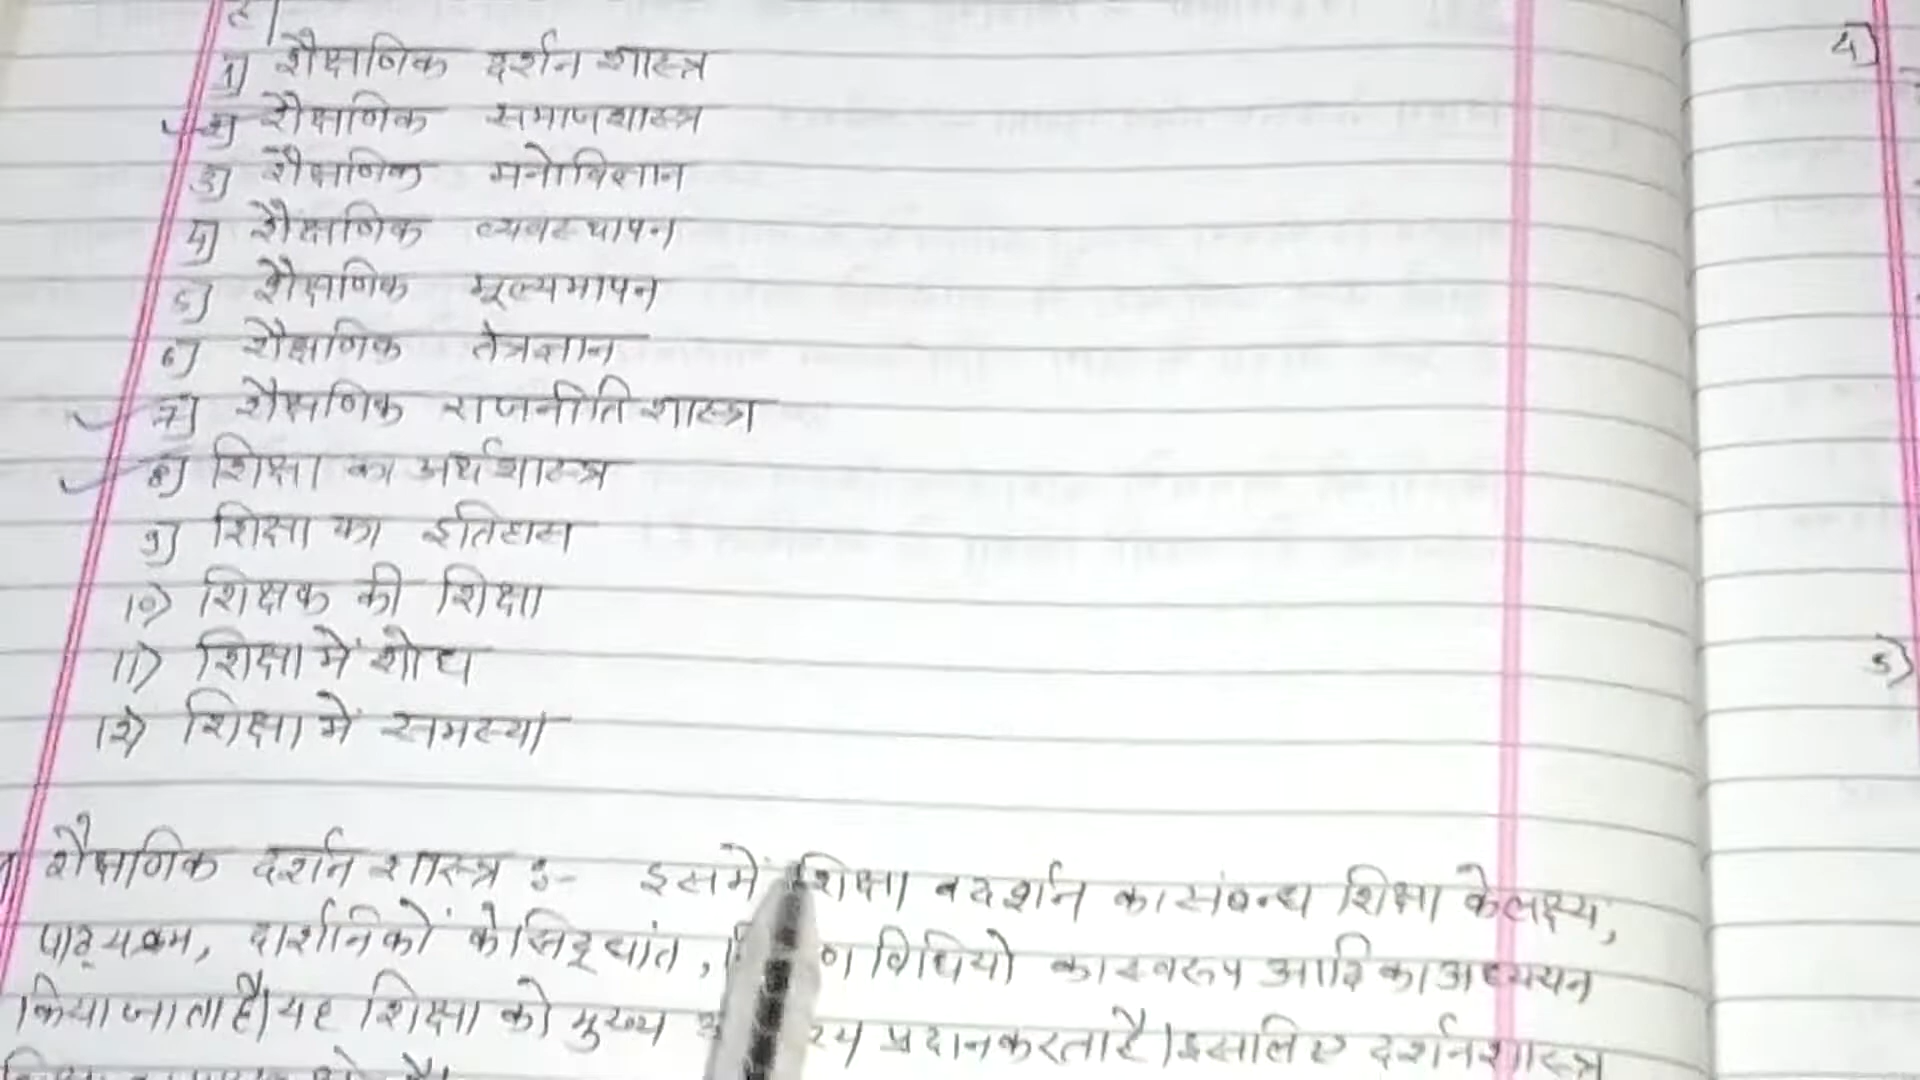 है।
1) शैक्षणिक दर्शन शास्त्र
2) शैक्षणिक समाजशास्त्र
3) शैक्षणिक मनोविज्ञान
4) शैक्षणिक व्यवस्थापन
5) शैक्षणिक मूल्यमापन
6) शैक्षणिक तंत्रज्ञान
7) शैक्षणिक राजनीति शास्त्र
8) शिक्षा का अर्थशास्त्र
9) शिक्षा का इतिहास
10) शिक्षक की शिक्षा
11) शिक्षा में शोध
12) शिक्षा में समस्या
शैक्षणिक दर्शन शास्त्र :- इसमें शिक्षा व दर्शन का संबन्ध शिक्षा के लक्ष्य,
पाठ्यक्रम, दार्शनिकों के सिद्धांत, विधियो का स्वरूप आदि का अध्ययन
किया जाता है। यह शिक्षा को मुख्य प्रदान करता है। इसलिए दर्शनशास्त्र
4)
5)